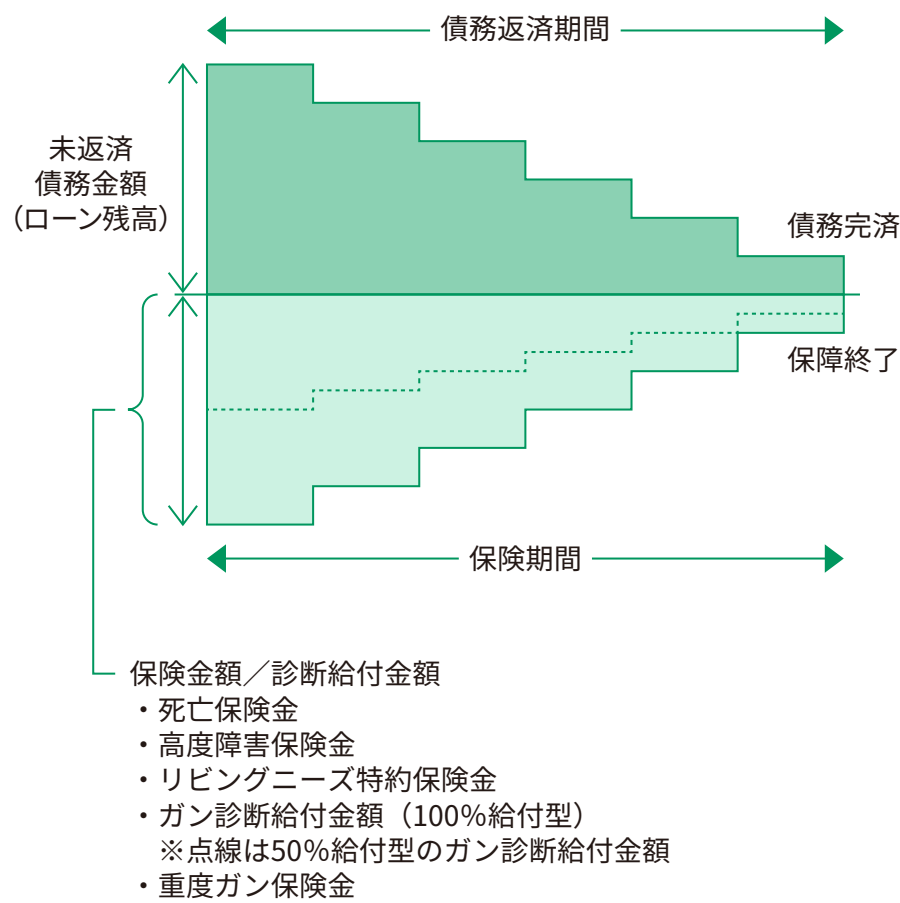 債務返済期間
未返済
債務金額
（ローン残高）
債務完済
保障終了
保険期間
保険金額／診断給付金額
・死亡保険金
・高度障害保険金
・リビングニーズ特約保険金
・ガン診断給付金額（100％給付型）
※点線は50％給付型のガン診断給付金額
・重度ガン保険金